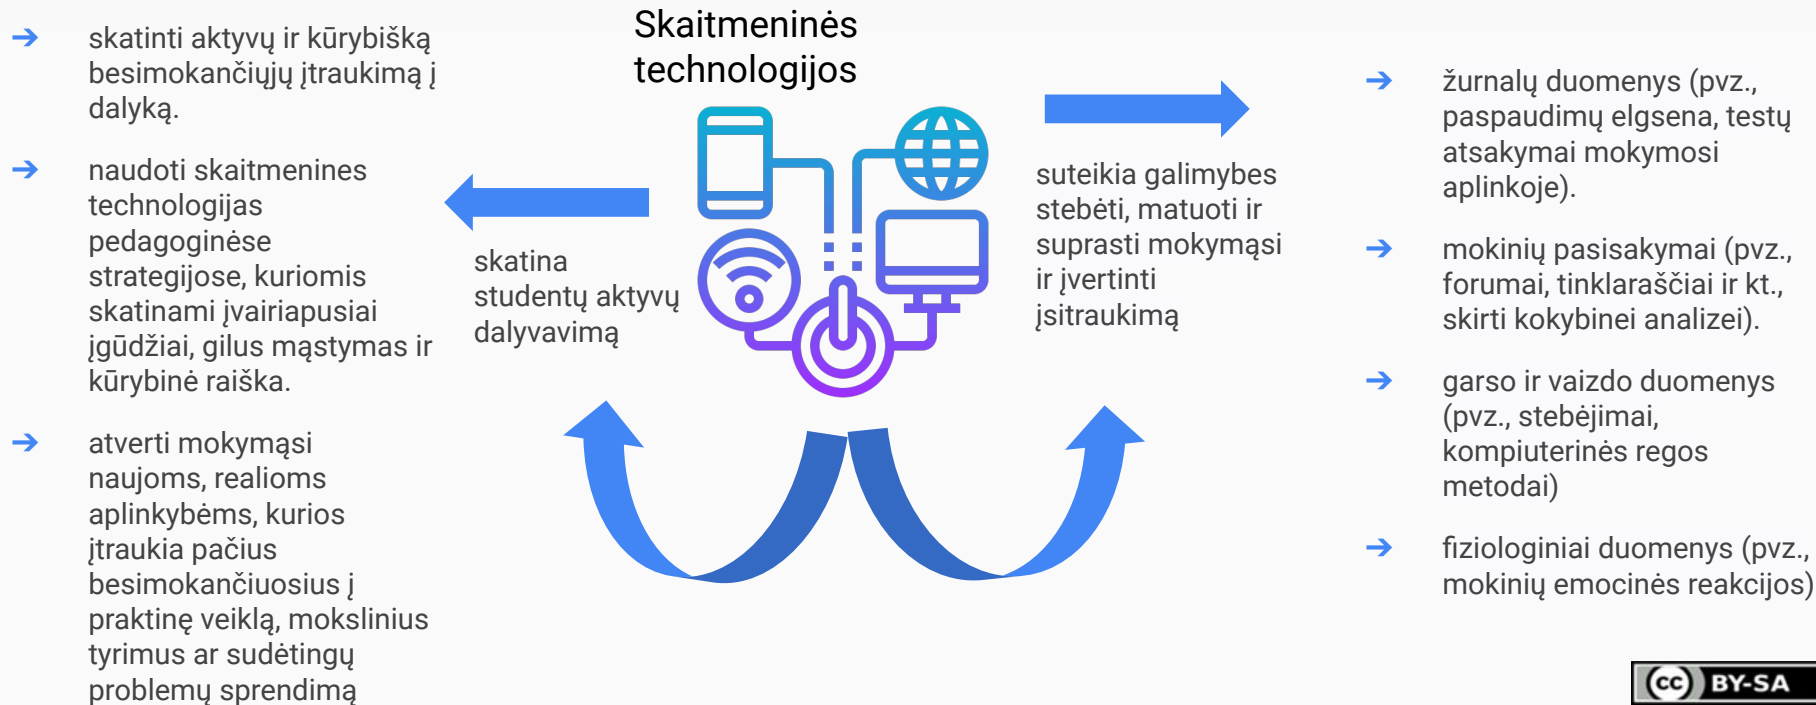 Skaitmeninės
technologijos
skatinti aktyvų ir kūrybišką
besimokančiųjų įtraukimą į
dalyką.
naudoti skaitmenines
technologijas
pedagoginėse
strategijose, kuriomis
skatinami įvairiapusiai
įgūdžiai, gilus mąstymas ir
kūrybinė raiška.
atverti mokymąsi
naujoms, realioms
aplinkybėms, kurios
įtraukia pačius
besimokančiuosius į
praktinę veiklą, mokslinius
tyrimus ar sudėtingų
problemų sprendimą
skatina
studentų aktyvų
dalyvavimą
suteikia galimybes
stebėti, matuoti ir
suprasti mokymąsi
ir įvertinti
įsitraukimą
žurnalų duomenys (pvz.,
paspaudimų elgsena, testų
atsakymai mokymosi
aplinkoje).
mokinių pasisakymai (pvz.,
forumai, tinklaraščiai ir kt.,
skirti kokybinei analizei).
garso ir vaizdo duomenys
(pvz., stebėjimai,
kompiuterinės regos
metodai)
fiziologiniai duomenys (pvz.,
mokinių emocinės reakcijos)
cc BY-SA